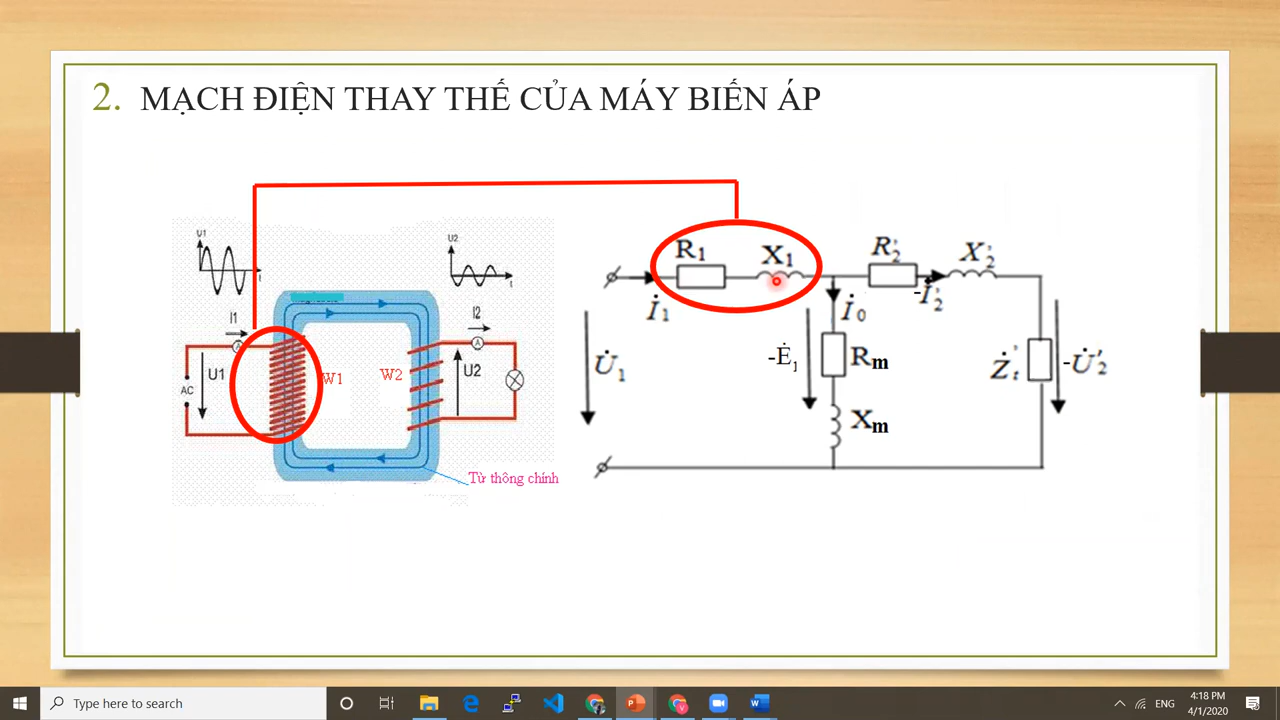 2. MẠCH ĐIỆN THAY THẾ CỦA MÁY BIẾN ÁP
U1
t
U2
t
I1
A
U1
AC
W1
W2
I2
A
U2
Từ thông chính
R1
X1
R'2
X'2
İ1
İ0
-İ'2
U̇1
-Ė1
Rm
Xm
Ż't
-U̇'2
Type here to search
ENG
4:18 PM
4/1/2020